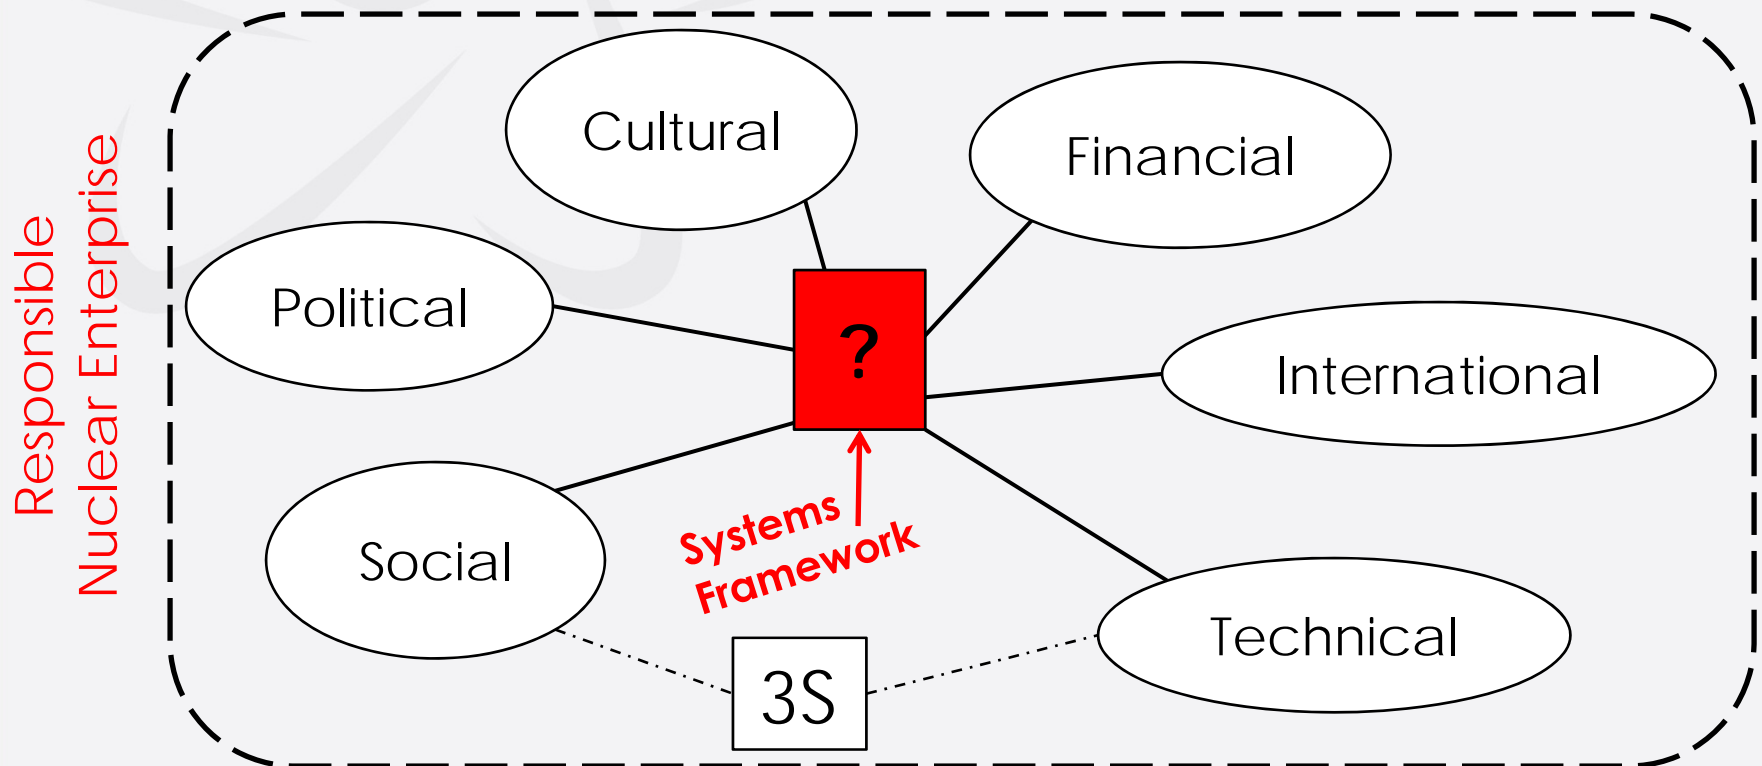 Responsible
Nuclear Enterprise
Cultural
Financial
Political
?
International
Systems
Framework
Social
Technical
3S